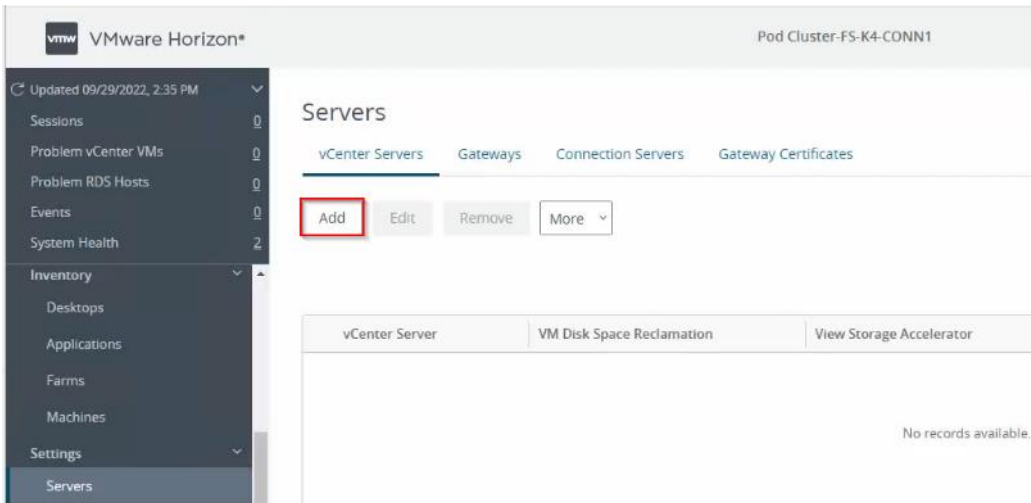 vmw VMware Horizon® Pod Cluster-FS-K4-CONN1
Updated 09/29/2022, 2:35 PM
Sessions 0
Problem vCenter VMs 0
Problem RDS Hosts 0
Events 0
System Health 2
Inventory
Desktops
Applications
Farms
Machines
Settings
Servers
Servers
vCenter Servers Gateways Connection Servers Gateway Certificates
Add Edit Remove More
vCenter Server VM Disk Space Reclamation View Storage Accelerator
No records available.